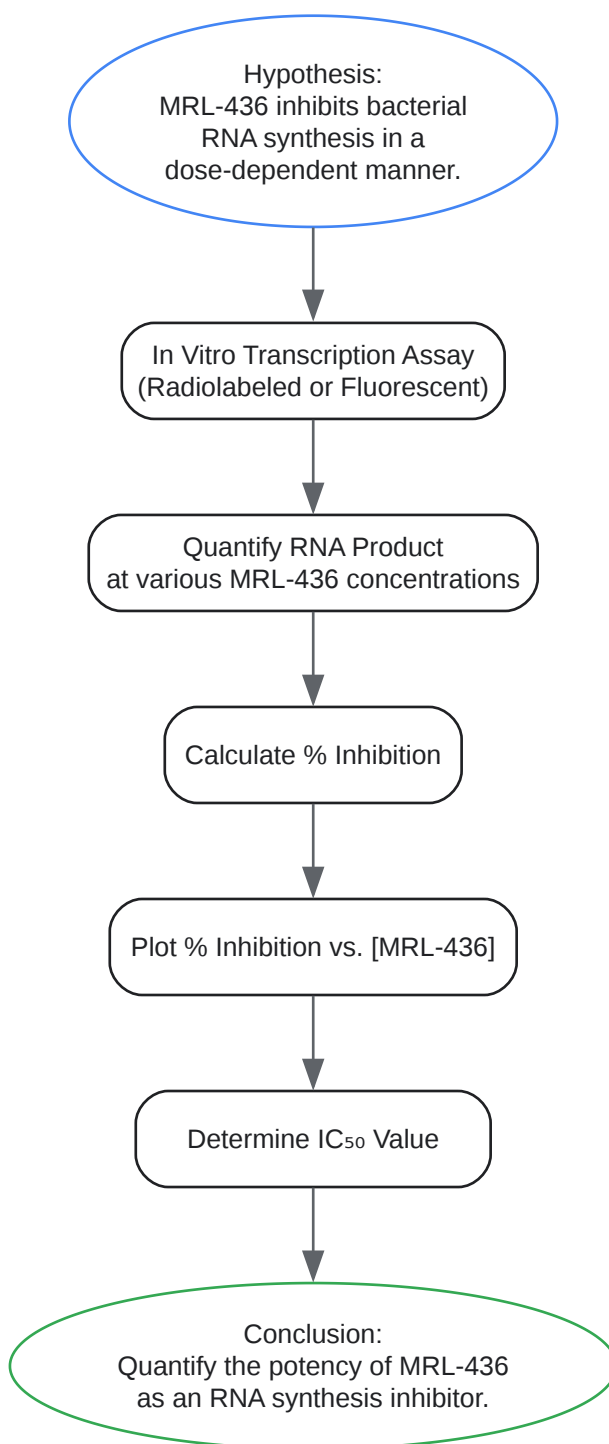 Hypothesis:
MRL-436 inhibits bacterial
RNA synthesis in a
dose-dependent manner.
In Vitro Transcription Assay
(Radiolabeled or Fluorescent)
Quantify RNA Product
at various MRL-436 concentrations
Calculate % Inhibition
Plot % Inhibition vs. [MRL-436]
Determine IC₅₀ Value
Conclusion:
Quantify the potency of MRL-436
as an RNA synthesis inhibitor.